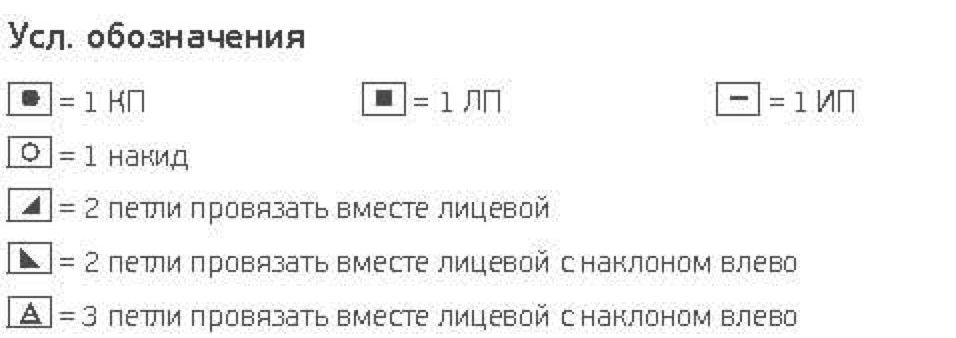 Усл. обозначения
= 1 КП = 1 ЛП = 1 ИП
= 1 накид
= 2 петли провязать вместе лицевой
= 2 петли провязать вместе лицевой с наклоном влево
= 3 петли провязать вместе лицевой с наклоном влево